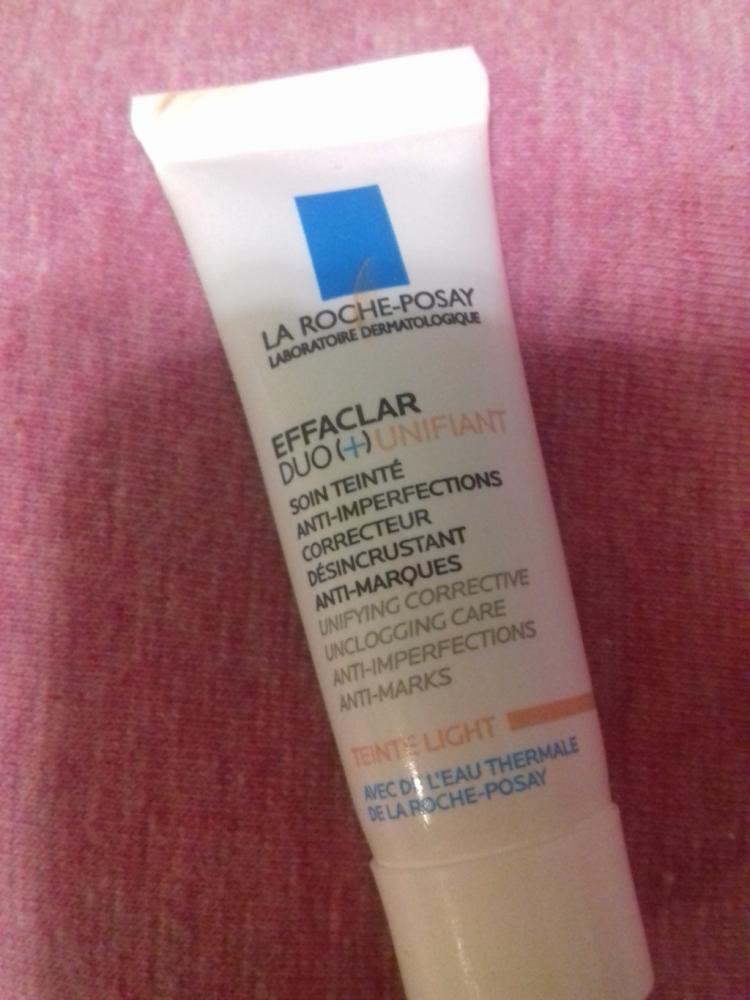 LA ROCHE-POSAY
LABORATOIRE DERMATOLOGIQUE
EFFACLAR
DUO(+) UNIFIANT
SOIN TEINTÉ
ANTI-IMPERFECTIONS
CORRECTEUR
DÉSINCRUSTANT
ANTI-MARQUES
UNIFYING CORRECTIVE
UNCLOGGING CARE
ANTI-IMPERFECTIONS
ANTI-MARKS
TEINTE LIGHT
AVEC DE L'EAU THERMALE
DE LA ROCHE-POSAY